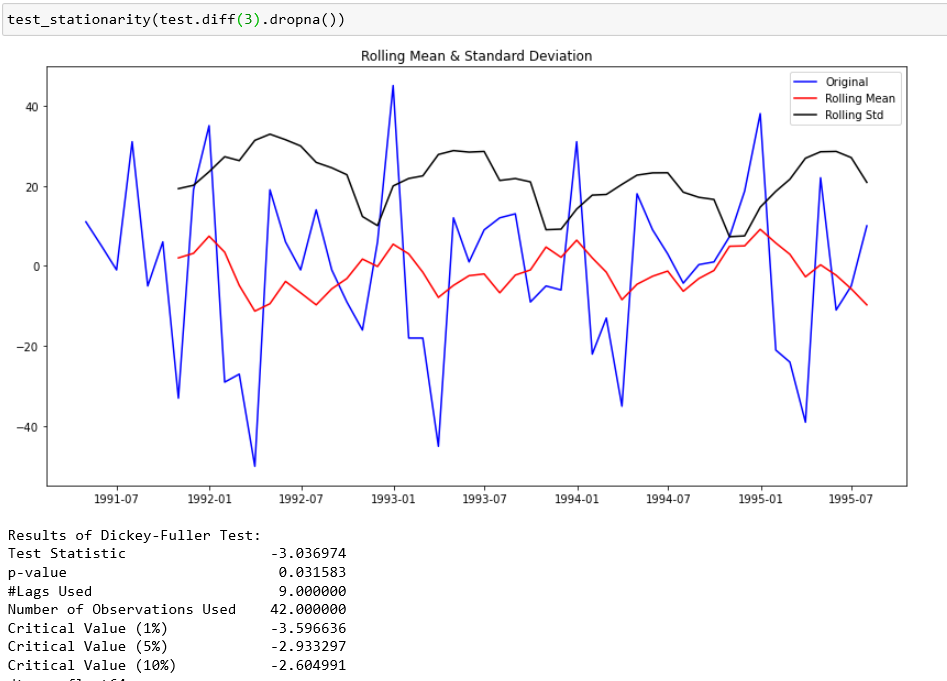 test_stationarity(test.diff(3).dropna())
Rolling Mean & Standard Deviation
Original
Rolling Mean
Rolling Std
40
20
0
−20
−40
1991-07 1992-01 1992-07 1993-01 1993-07 1994-01 1994-07 1995-01 1995-07
Results of Dickey-Fuller Test:
Test Statistic -3.036974
p-value 0.031583
#Lags Used 9.000000
Number of Observations Used 42.000000
Critical Value (1%) -3.596636
Critical Value (5%) -2.933297
Critical Value (10%) -2.604991